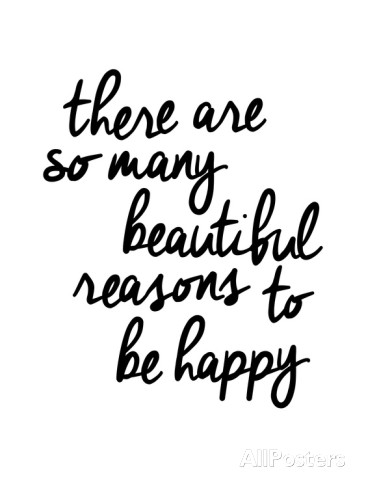 there are
so many
beautiful
reasons to
be happy
AllPosters